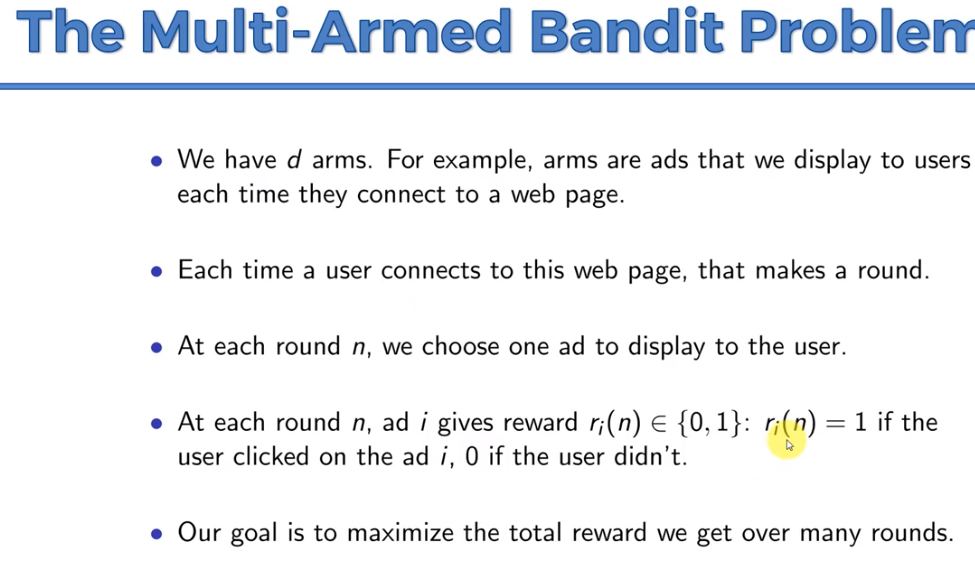 The Multi-Armed Bandit Problem
• We have d arms. For example, arms are ads that we display to users
each time they connect to a web page.
• Each time a user connects to this web page, that makes a round.
• At each round n, we choose one ad to display to the user.
• At each round n, ad i gives reward rᵢ(n) ∈ {0, 1}: rᵢ(n) = 1 if the
user clicked on the ad i, 0 if the user didn't.
• Our goal is to maximize the total reward we get over many rounds.